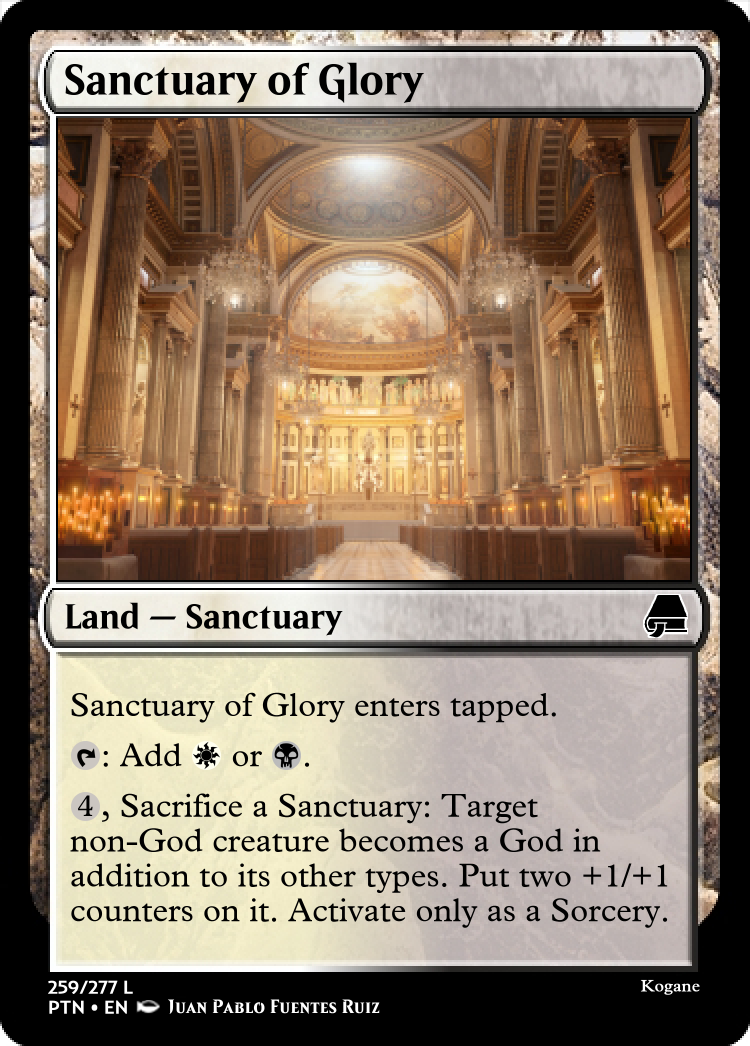 Sanctuary of Glory
Land — Sanctuary
Sanctuary of Glory enters tapped.
: Add or .
4, Sacrifice a Sanctuary: Target
non-God creature becomes a God in
addition to its other types. Put two +1/+1
counters on it. Activate only as a Sorcery.
259/277 L
Kogane
PTN • EN Juan Pablo Fuentes Ruiz